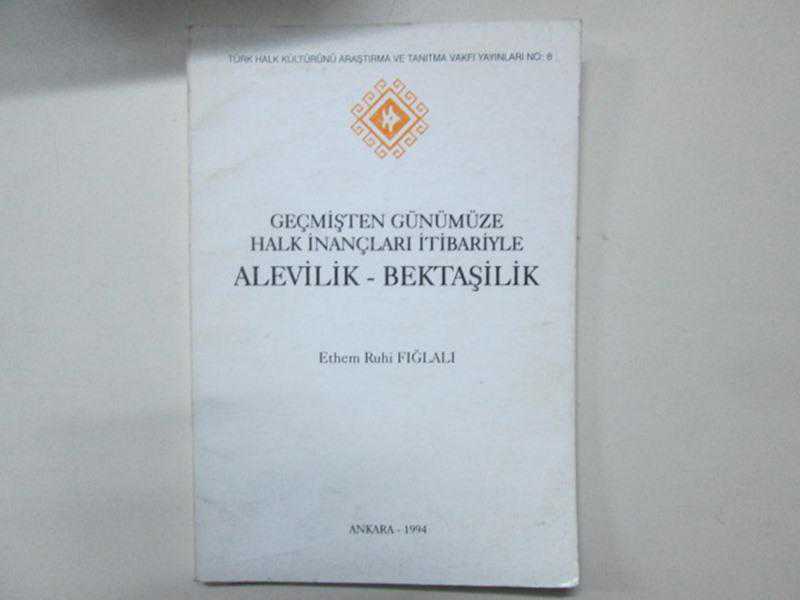 TÜRK HALK KÜLTÜRÜNÜ ARAŞTIRMA VE TANITMA VAKFI YAYINLARI NO: 6
GEÇMİŞTEN GÜNÜMÜZE
HALK İNANÇLARI İTİBARİYLE
ALEVİLİK - BEKTAŞİLİK
Ethem Ruhi FIĞLALI
ANKARA - 1994